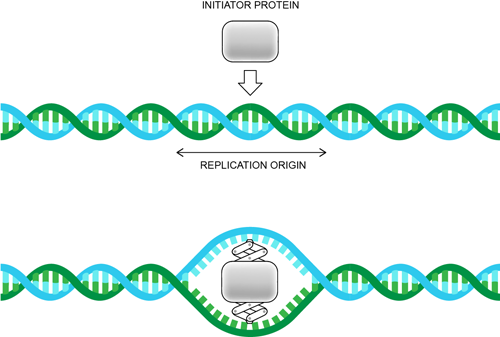 INITIATOR PROTEIN
REPLICATION ORIGIN